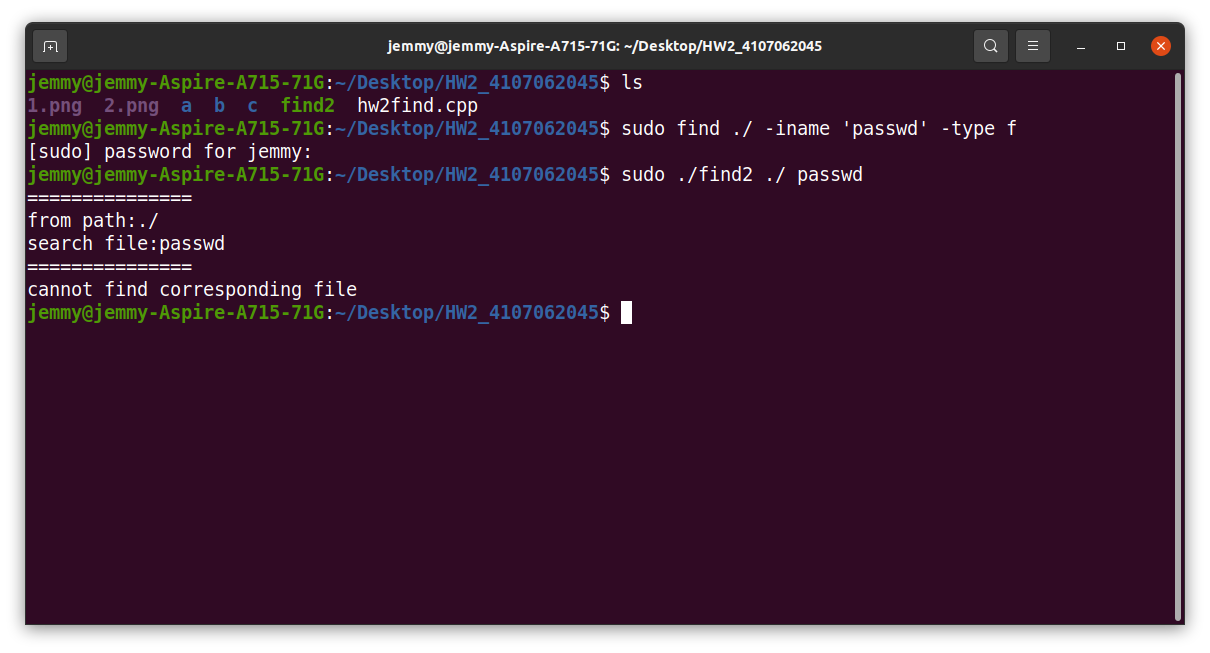 jemmy@jemmy-Aspire-A715-71G: ~/Desktop/HW2_4107062045
jemmy@jemmy-Aspire-A715-71G:~/Desktop/HW2_4107062045$ ls
1.png  2.png  a  b  c  find2  hw2find.cpp
jemmy@jemmy-Aspire-A715-71G:~/Desktop/HW2_4107062045$ sudo find ./ -iname 'passwd' -type f
[sudo] password for jemmy:
jemmy@jemmy-Aspire-A715-71G:~/Desktop/HW2_4107062045$ sudo ./find2 ./ passwd
===============
from path:./
search file:passwd
===============
cannot find corresponding file
jemmy@jemmy-Aspire-A715-71G:~/Desktop/HW2_4107062045$